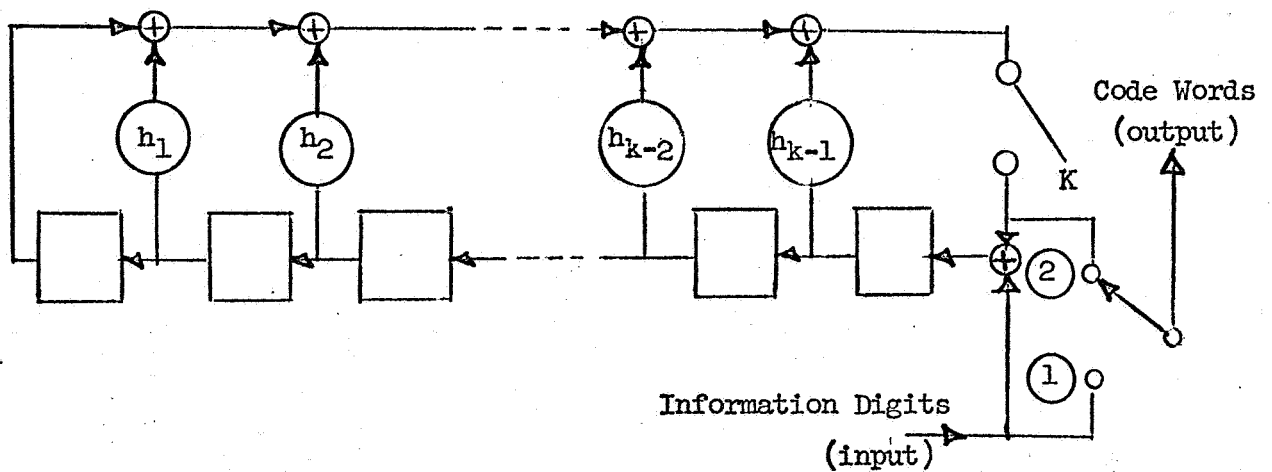 h1
h2
hk-2
hk-1
Code Words
(output)
K
2
1
Information Digits
(input)